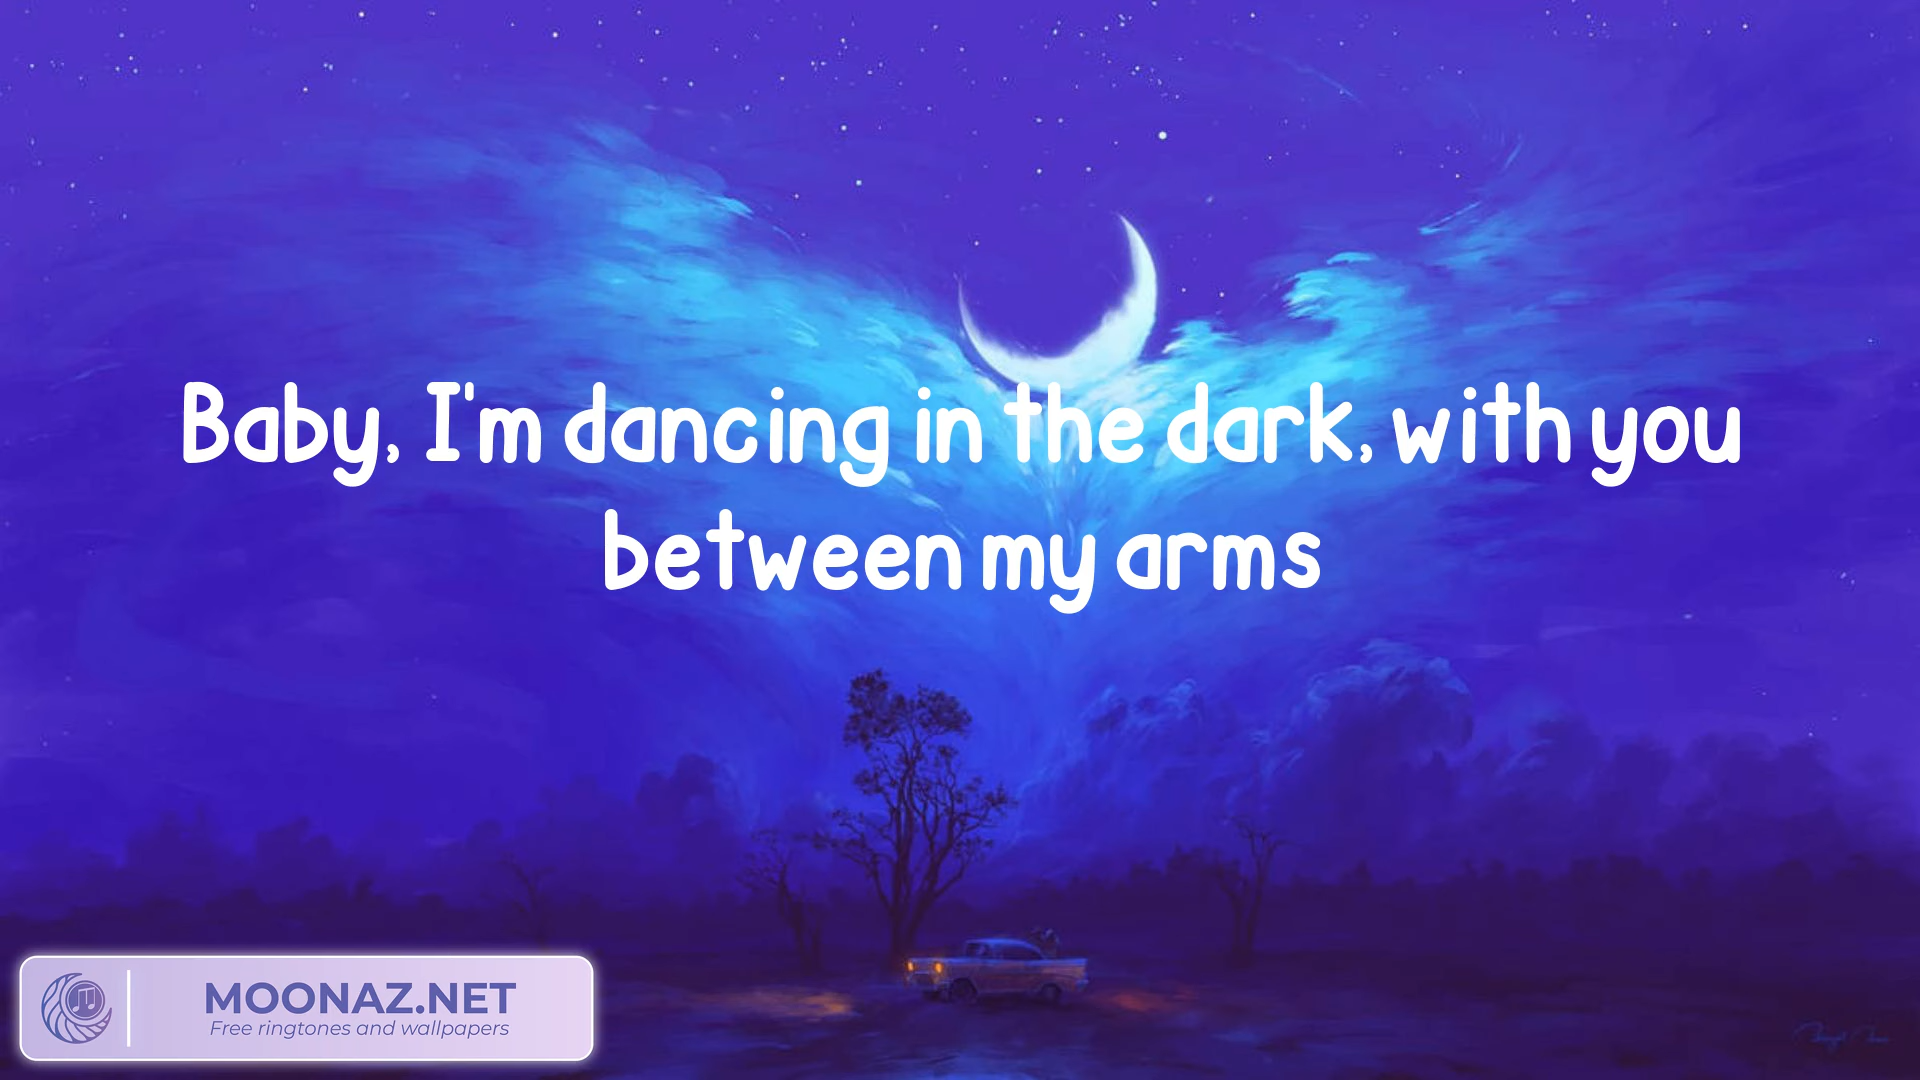 Baby, I'm dancing in the dark, with you
between my arms
MOONAZ.NET
Free ringtones and wallpapers